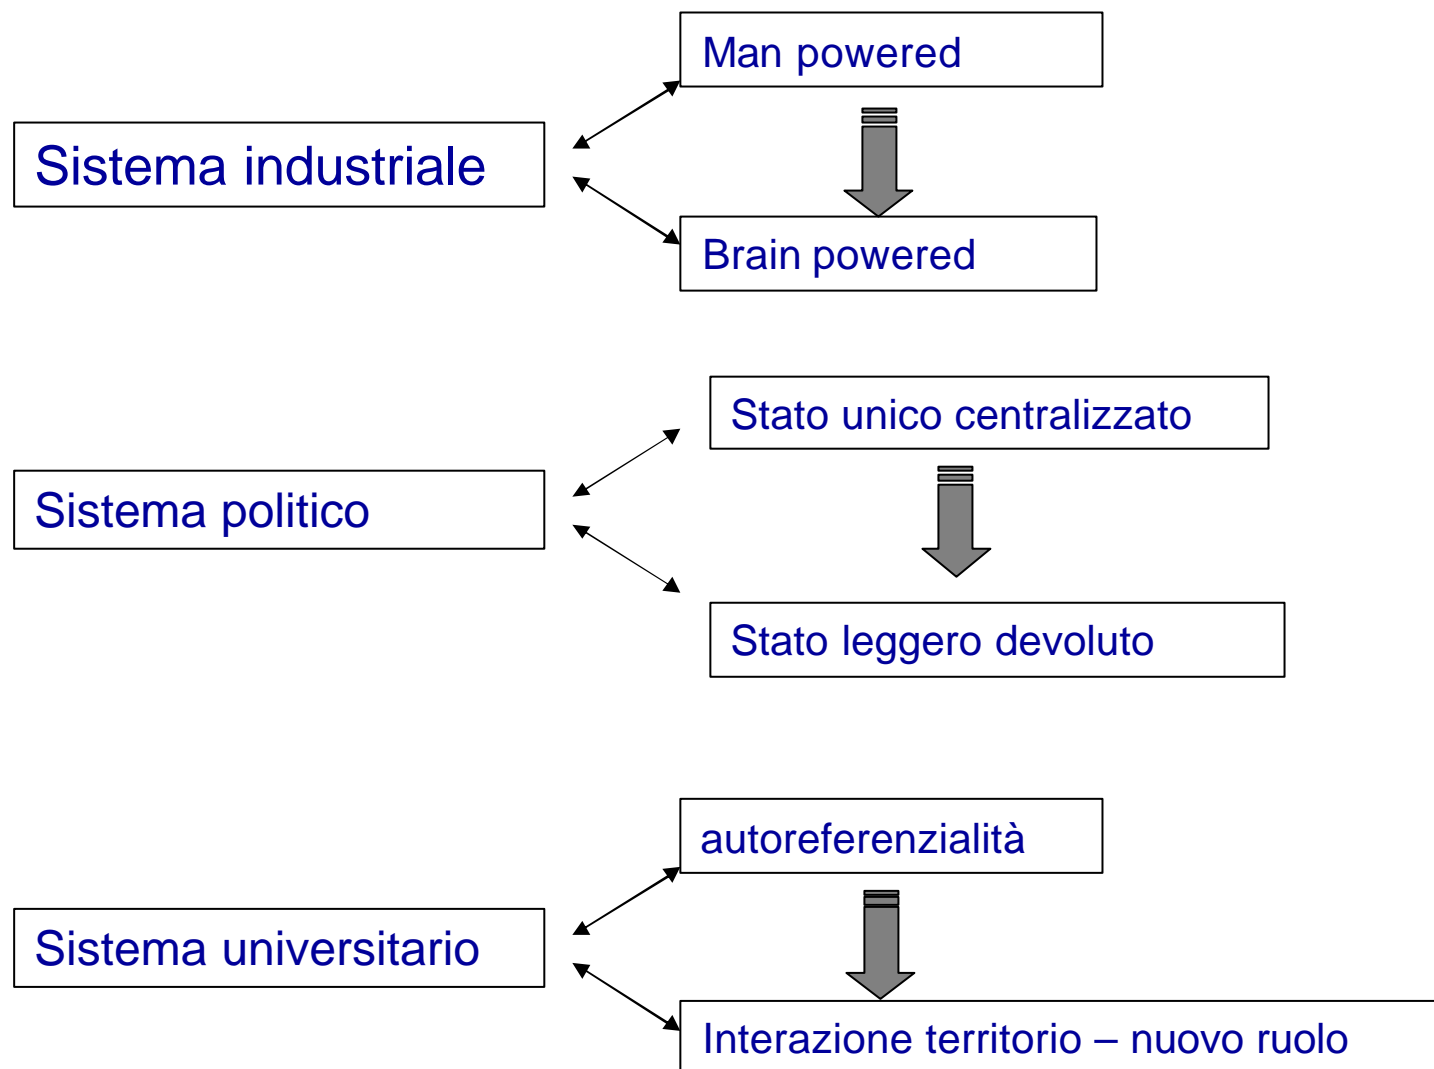 Man powered
Sistema industriale
Brain powered
Stato unico centralizzato
Sistema politico
Stato leggero devoluto
autoreferenzialità
Sistema universitario
Interazione territorio – nuovo ruolo